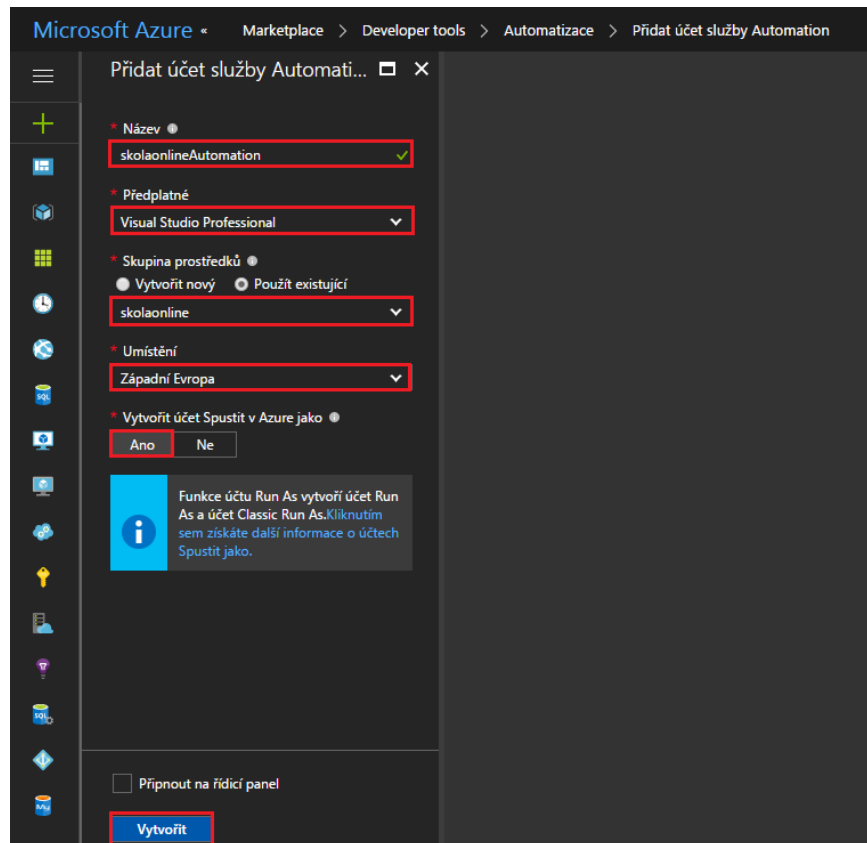 Microsoft Azure « Marketplace > Developer tools > Automatizace > Přidat účet služby Automation
Přidat účet služby Automati...
* Název
skolaonlineAutomation
* Předplatné
Visual Studio Professional
* Skupina prostředků
Vytvořit nový Použít existující
skolaonline
* Umístění
Západní Evropa
* Vytvořit účet Spustit v Azure jako
Ano Ne
Funkce účtu Run As vytvoří účet Run
As a účet Classic Run As.Kliknutím
sem získáte další informace o účtech
Spustit jako.
Připnout na řídicí panel
Vytvořit
SQL
SQL
My